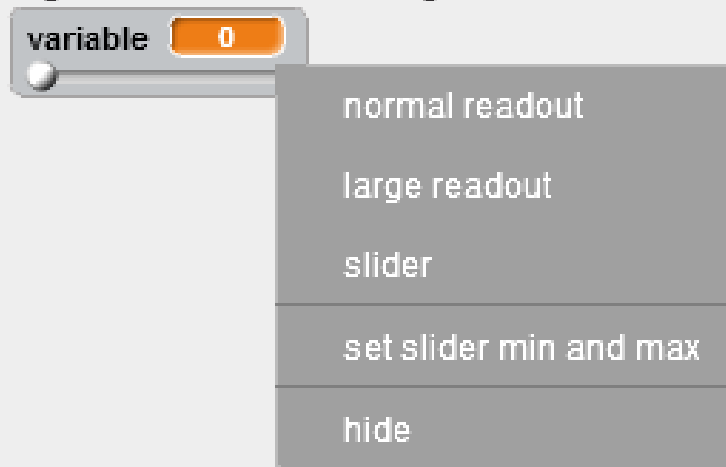 variable 0
normal readout
large readout
slider
set slider min and max
hide